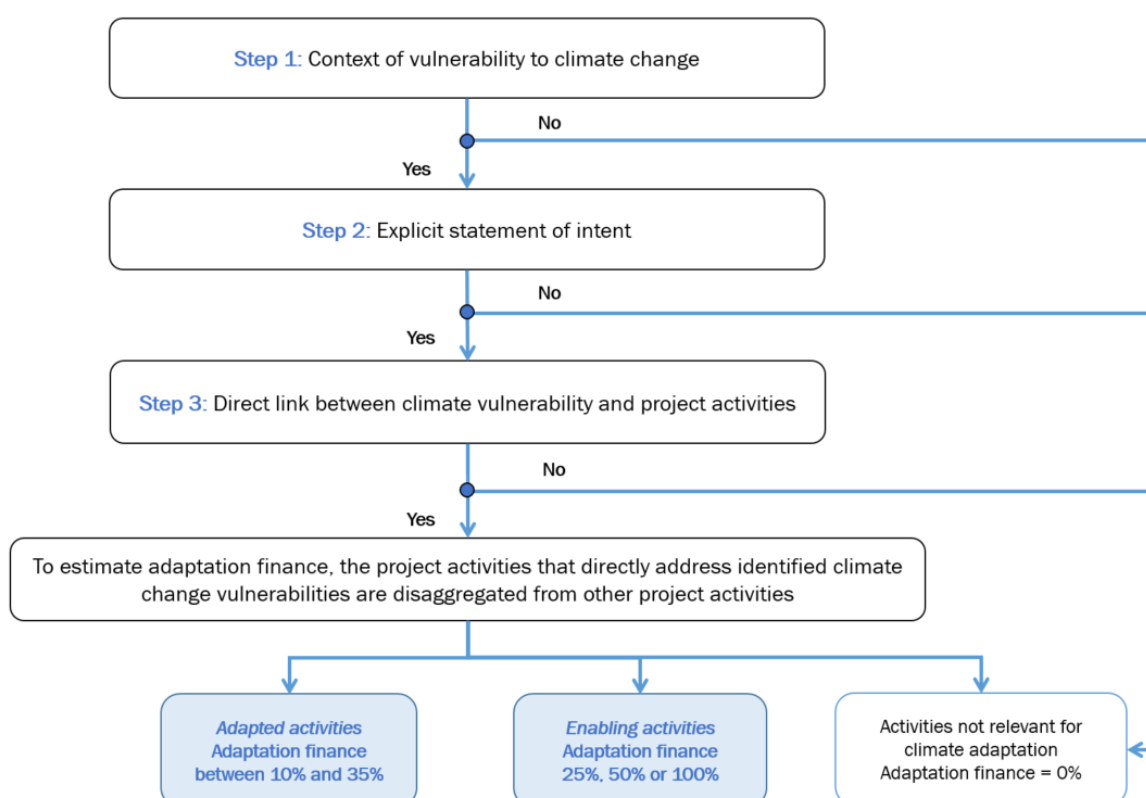 Step 1: Context of vulnerability to climate change
No
Yes
Step 2: Explicit statement of intent
No
Yes
Step 3: Direct link between climate vulnerability and project activities
No
Yes
To estimate adaptation finance, the project activities that directly address identified climate
change vulnerabilities are disaggregated from other project activities
Adapted activities
Adaptation finance
between 10% and 35%
Enabling activities
Adaptation finance
25%, 50% or 100%
Activities not relevant for
climate adaptation
Adaptation finance = 0%